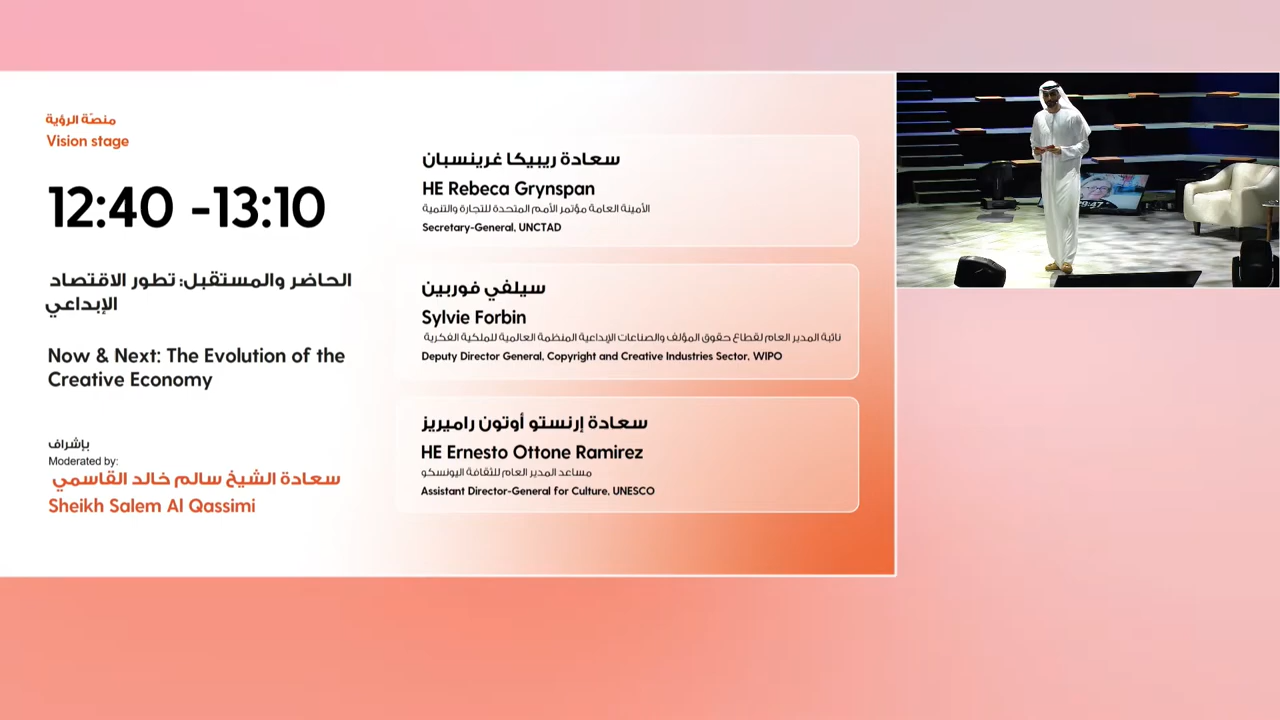 منصّة الرؤية
Vision stage
12:40 -13:10
الحاضر والمستقبل: تطور الاقتصاد
الإبداعي
Now & Next: The Evolution of the
Creative Economy
بإشراف
Moderated by:
سعادة الشيخ سالم خالد القاسمي
Sheikh Salem Al Qassimi
سعادة ريبيكا غرينسبان
HE Rebeca Grynspan
الأمينة العامة مؤتمر الأمم المتحدة للتجارة والتنمية
Secretary-General, UNCTAD
سيلفي فوربين
Sylvie Forbin
نائبة المدير العام لقطاع حقوق المؤلف والصناعات الإبداعية المنظمة العالمية للملكية الفكرية
Deputy Director General, Copyright and Creative Industries Sector, WIPO
سعادة إرنستو أوتون راميريز
HE Ernesto Ottone Ramirez
مساعد المدير العام للثقافة اليونسكو
Assistant Director-General for Culture, UNESCO